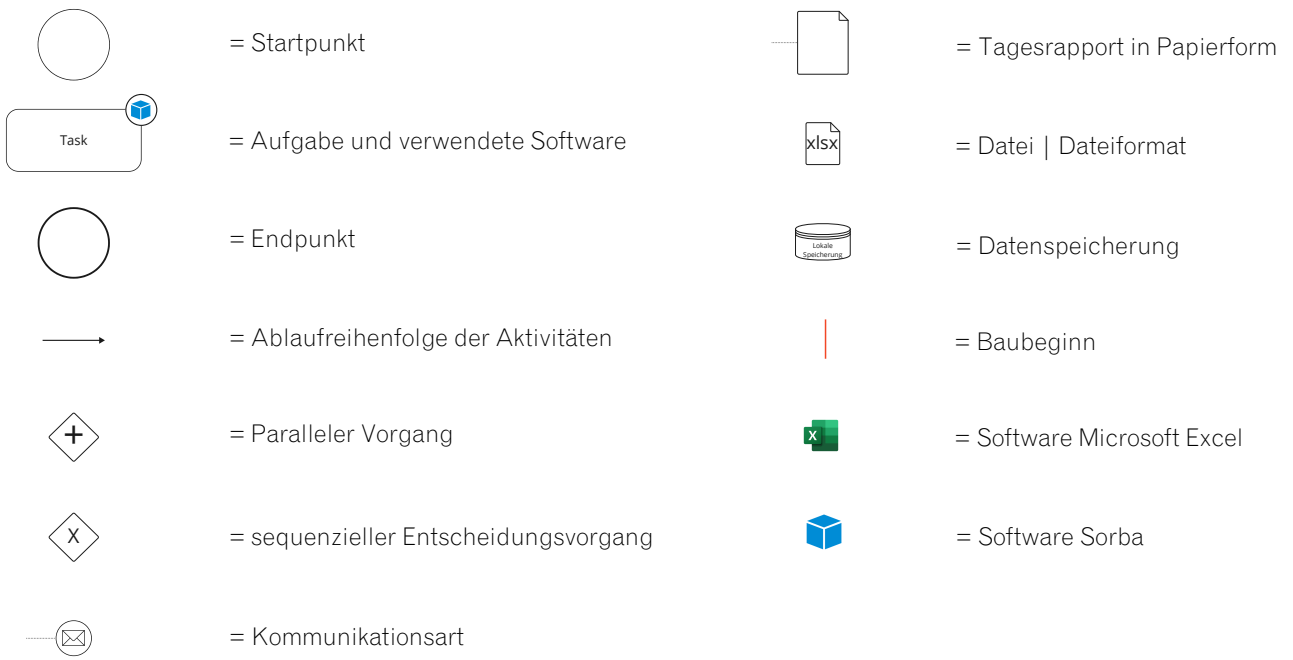 = Startpunkt
Task
= Aufgabe und verwendete Software
= Endpunkt
= Ablaufreihenfolge der Aktivitäten
= Paralleler Vorgang
X
= sequenzieller Entscheidungsvorgang
= Kommunikationsart
= Tagesrapport in Papierform
xlsx
= Datei | Dateiformat
Lokale
Speicherung
= Datenspeicherung
= Baubeginn
X
= Software Microsoft Excel
= Software Sorba